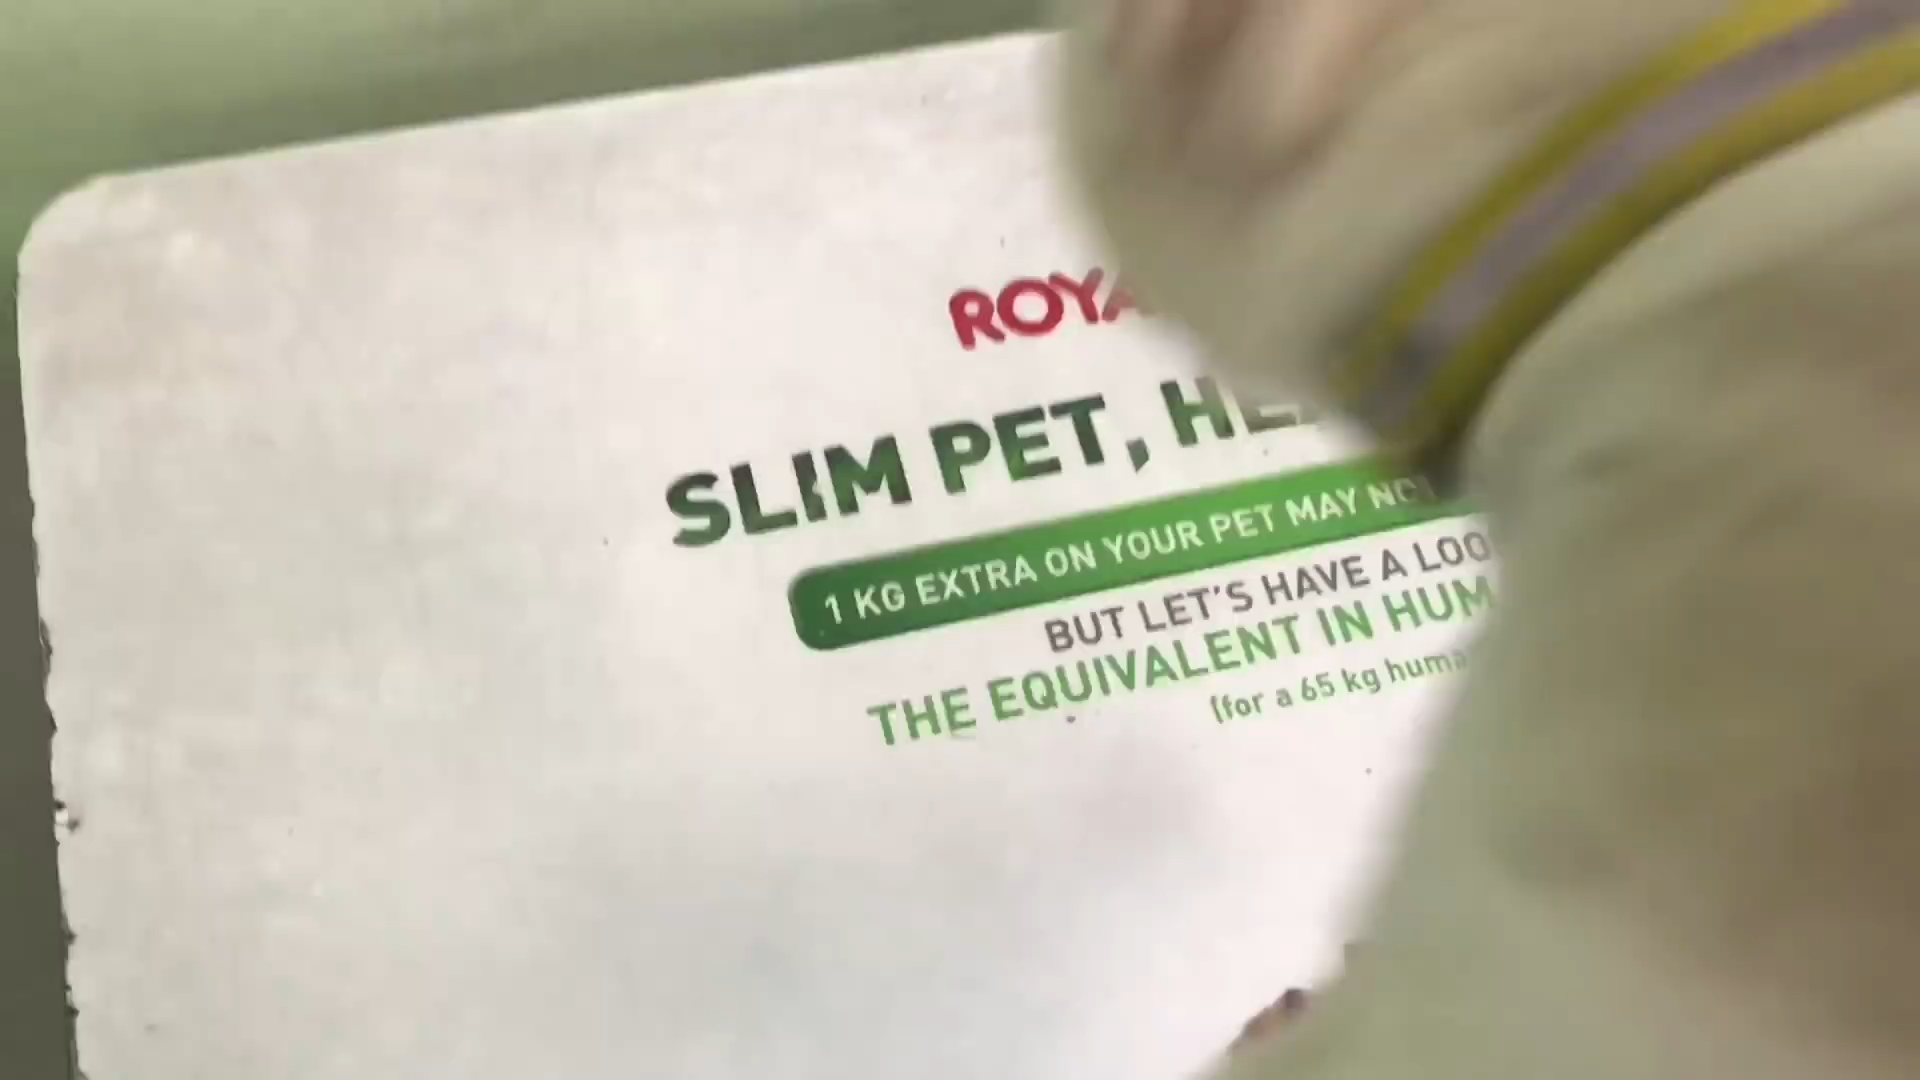 ROYA
SLIM PET, HEA
1 KG EXTRA ON YOUR PET MAY NO
BUT LET'S HAVE A LOO
THE EQUIVALENT IN HUM
(for a 65 kg huma